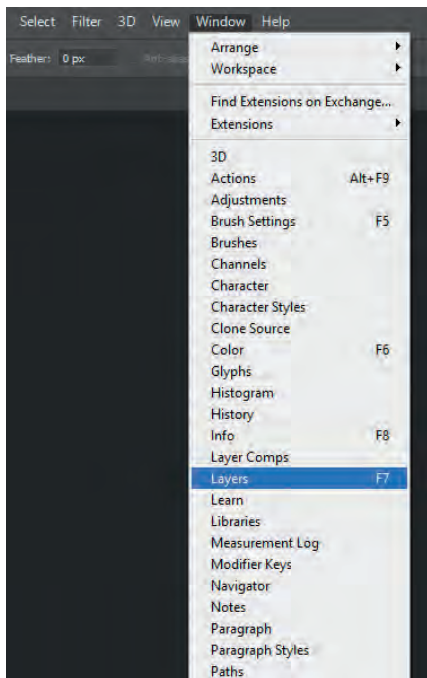 Select Filter 3D View Window Help
Feather: 0 px
Arrange
Workspace
Find Extensions on Exchange...
Extensions
3D
Actions Alt+F9
Adjustments
Brush Settings F5
Brushes
Channels
Character
Character Styles
Clone Source
Color F6
Glyphs
Histogram
History
Info F8
Layer Comps
Layers F7
Learn
Libraries
Measurement Log
Modifier Keys
Navigator
Notes
Paragraph
Paragraph Styles
Paths